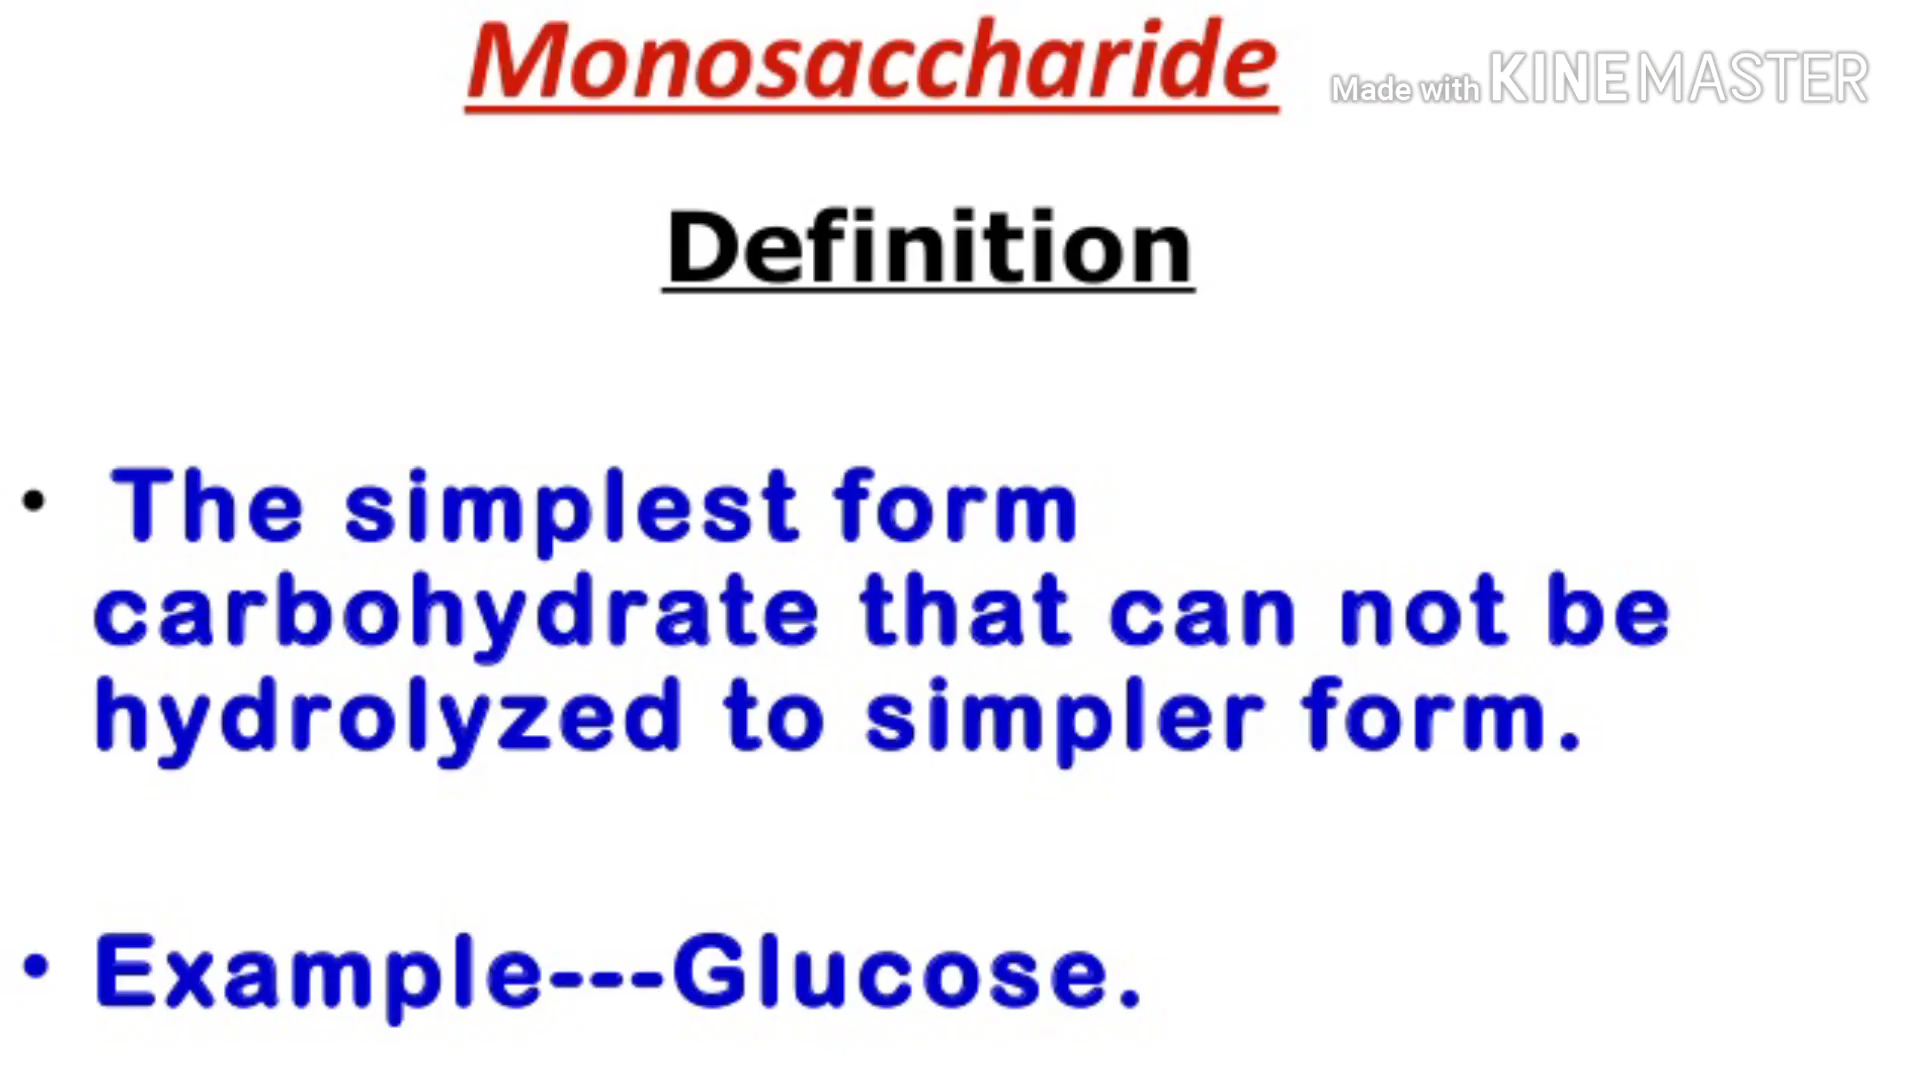 Monosaccharide
Made with KINEMASTER
Definition
• The simplest form
carbohydrate that can not be
hydrolyzed to simpler form.
• Example---Glucose.